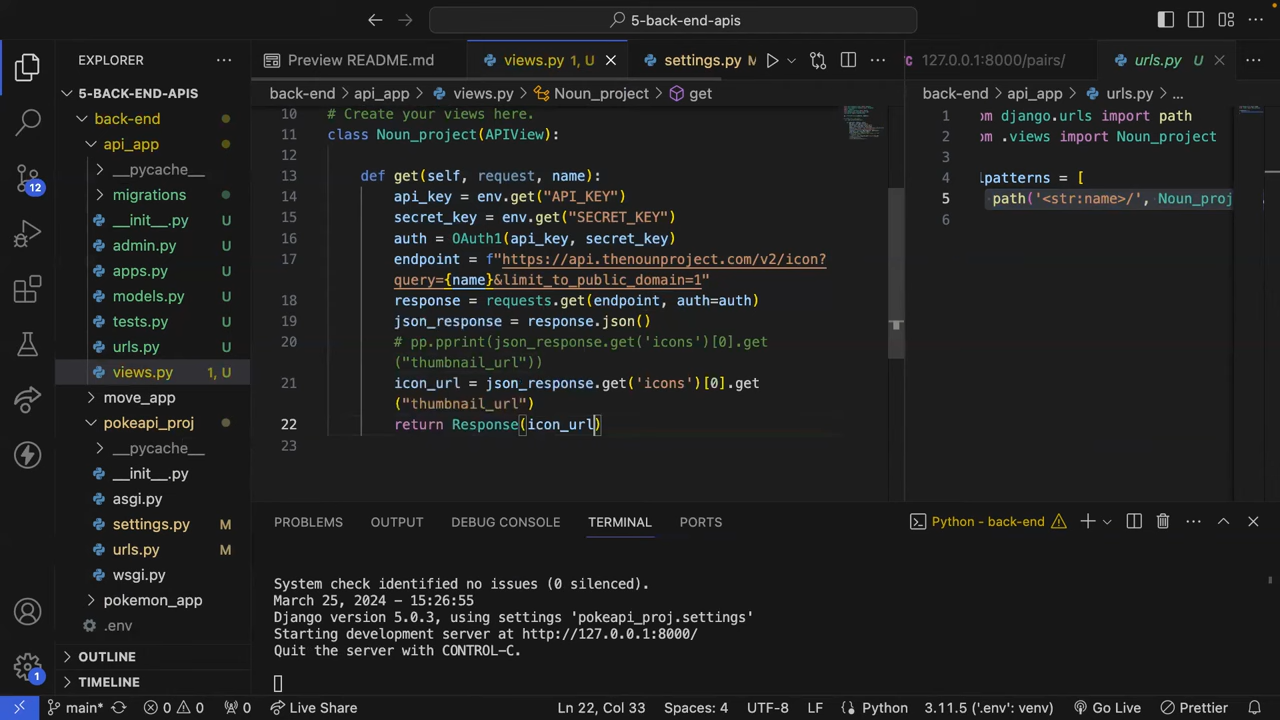 5-back-end-apis
EXPLORER
Preview README.md
views.py 1, U
settings.py M
127.0.0.1:8000/pairs/
urls.py U
5-BACK-END-APIS
back-end > api_app > views.py > Noun_project > get
back-end > api_app > urls.py > ...
back-end
api_app
__pycache__
migrations
__init__.py U
admin.py U
apps.py U
models.py U
tests.py U
urls.py U
views.py 1, U
move_app
pokeapi_proj
__pycache__
__init__.py
asgi.py
settings.py M
urls.py M
wsgi.py
pokemon_app
.env
OUTLINE
TIMELINE
12
1
10 # Create your views here.
11 class Noun_project(APIView):
12
13 def get(self, request, name):
14 api_key = env.get("API_KEY")
15 secret_key = env.get("SECRET_KEY")
16 auth = OAuth1(api_key, secret_key)
17 endpoint = f"https://api.thenounproject.com/v2/icon?
query={name}&limit_to_public_domain=1"
18 response = requests.get(endpoint, auth=auth)
19 json_response = response.json()
20 # pp.pprint(json_response.get('icons')[0].get
("thumbnail_url"))
21 icon_url = json_response.get('icons')[0].get
("thumbnail_url")
22 return Response(icon_url)
23
1 om django.urls import path
2 om .views import Noun_project
3
4 lpatterns = [
5 path('<str:name>/', Noun_proj
6
PROBLEMS OUTPUT DEBUG CONSOLE TERMINAL PORTS
Python - back-end
System check identified no issues (0 silenced).
March 25, 2024 - 15:26:55
Django version 5.0.3, using settings 'pokeapi_proj.settings'
Starting development server at http://127.0.0.1:8000/
Quit the server with CONTROL-C.
main* 0 0 0 Live Share Ln 22, Col 33 Spaces: 4 UTF-8 LF Python 3.11.5 ('.env': venv) Go Live Prettier